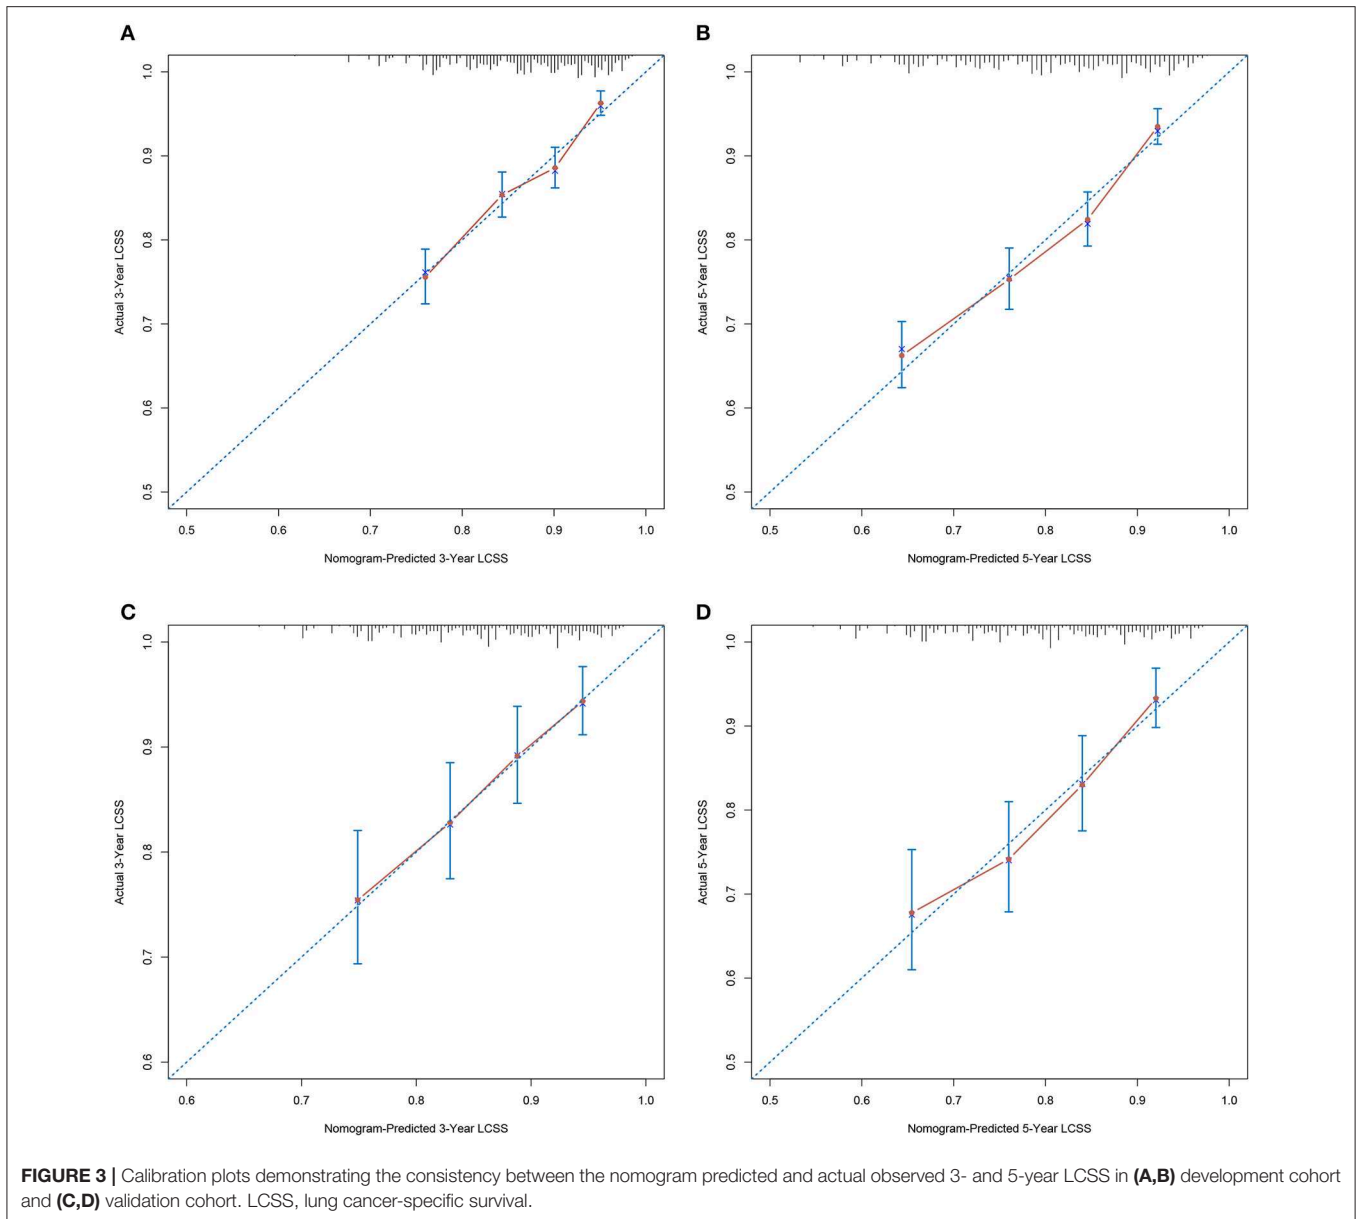 A
B
1.0
0.9
0.8
0.7
0.6
0.5
Actual 3-Year LCSS
0.5 0.6 0.7 0.8 0.9 1.0
Nomogram-Predicted 3-Year LCSS
1.0
0.9
0.8
0.7
0.6
0.5
Actual 5-Year LCSS
0.5 0.6 0.7 0.8 0.9 1.0
Nomogram-Predicted 5-Year LCSS
C
D
1.0
0.9
0.8
0.7
0.6
Actual 3-Year LCSS
0.6 0.7 0.8 0.9 1.0
Nomogram-Predicted 3-Year LCSS
1.0
0.9
0.8
0.7
0.6
0.5
Actual 5-Year LCSS
0.5 0.6 0.7 0.8 0.9 1.0
Nomogram-Predicted 5-Year LCSS
FIGURE 3 | Calibration plots demonstrating the consistency between the nomogram predicted and actual observed 3- and 5-year LCSS in (A,B) development cohort
and (C,D) validation cohort. LCSS, lung cancer-specific survival.